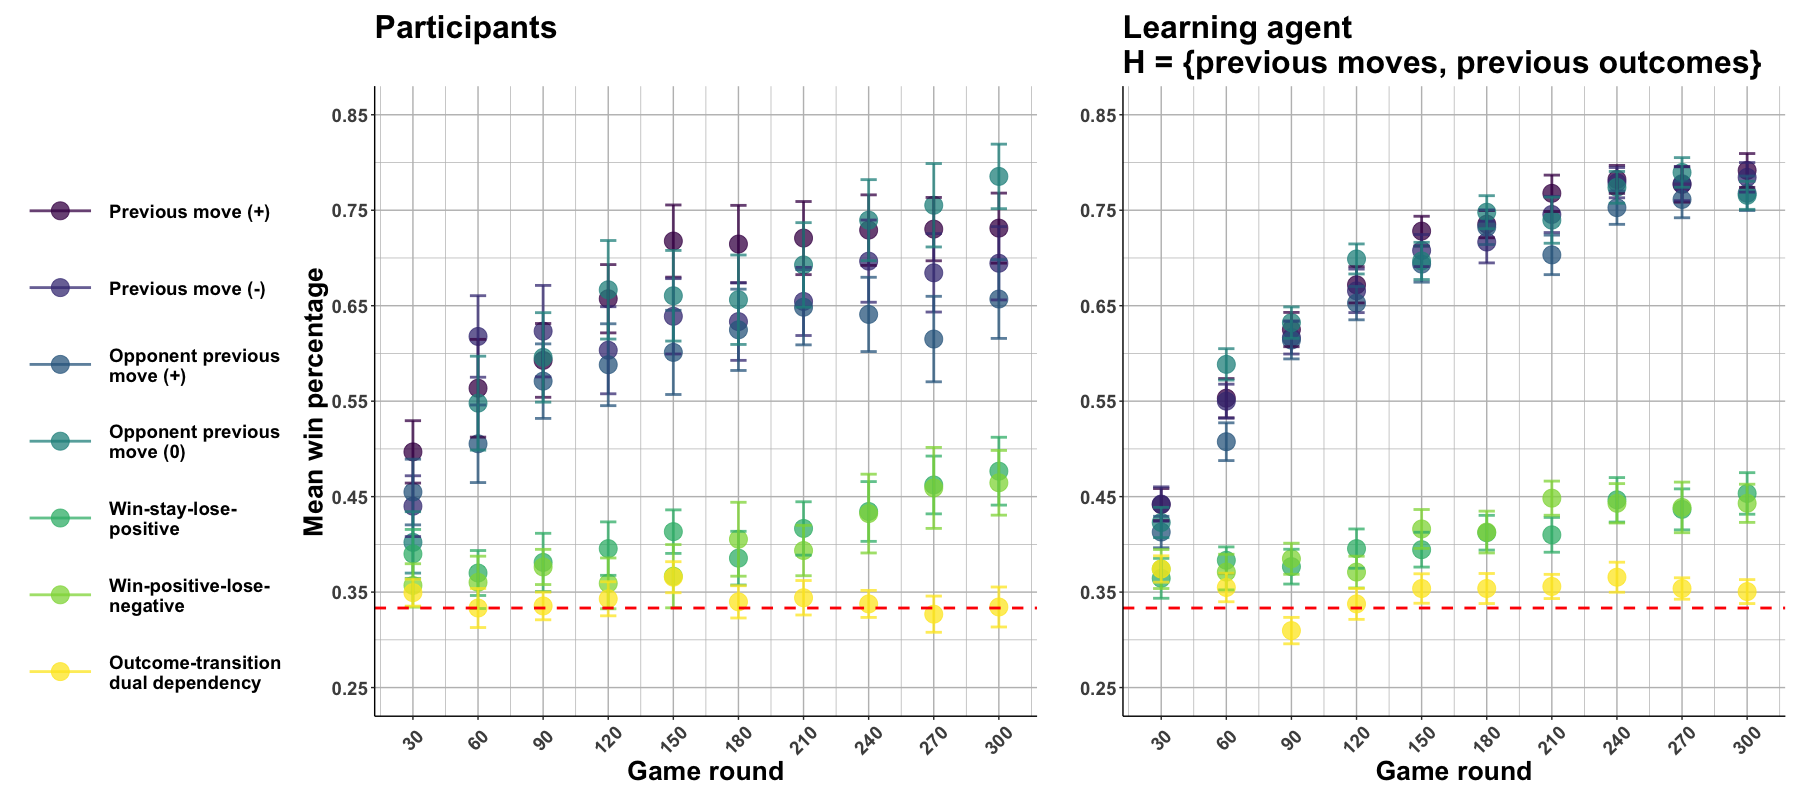 Participants
Learning agent
H = {previous moves, previous outcomes}
Previous move (+)
Previous move (-)
Opponent previous
move (+)
Opponent previous
move (0)
Win-stay-lose-
positive
Win-positive-lose-
negative
Outcome-transition
dual dependency
Mean win percentage
0.85
0.75
0.65
0.55
0.45
0.35
0.25
30
60
90
120
150
180
210
240
270
300
Game round
0.85
0.75
0.65
0.55
0.45
0.35
0.25
30
60
90
120
150
180
210
240
270
300
Game round